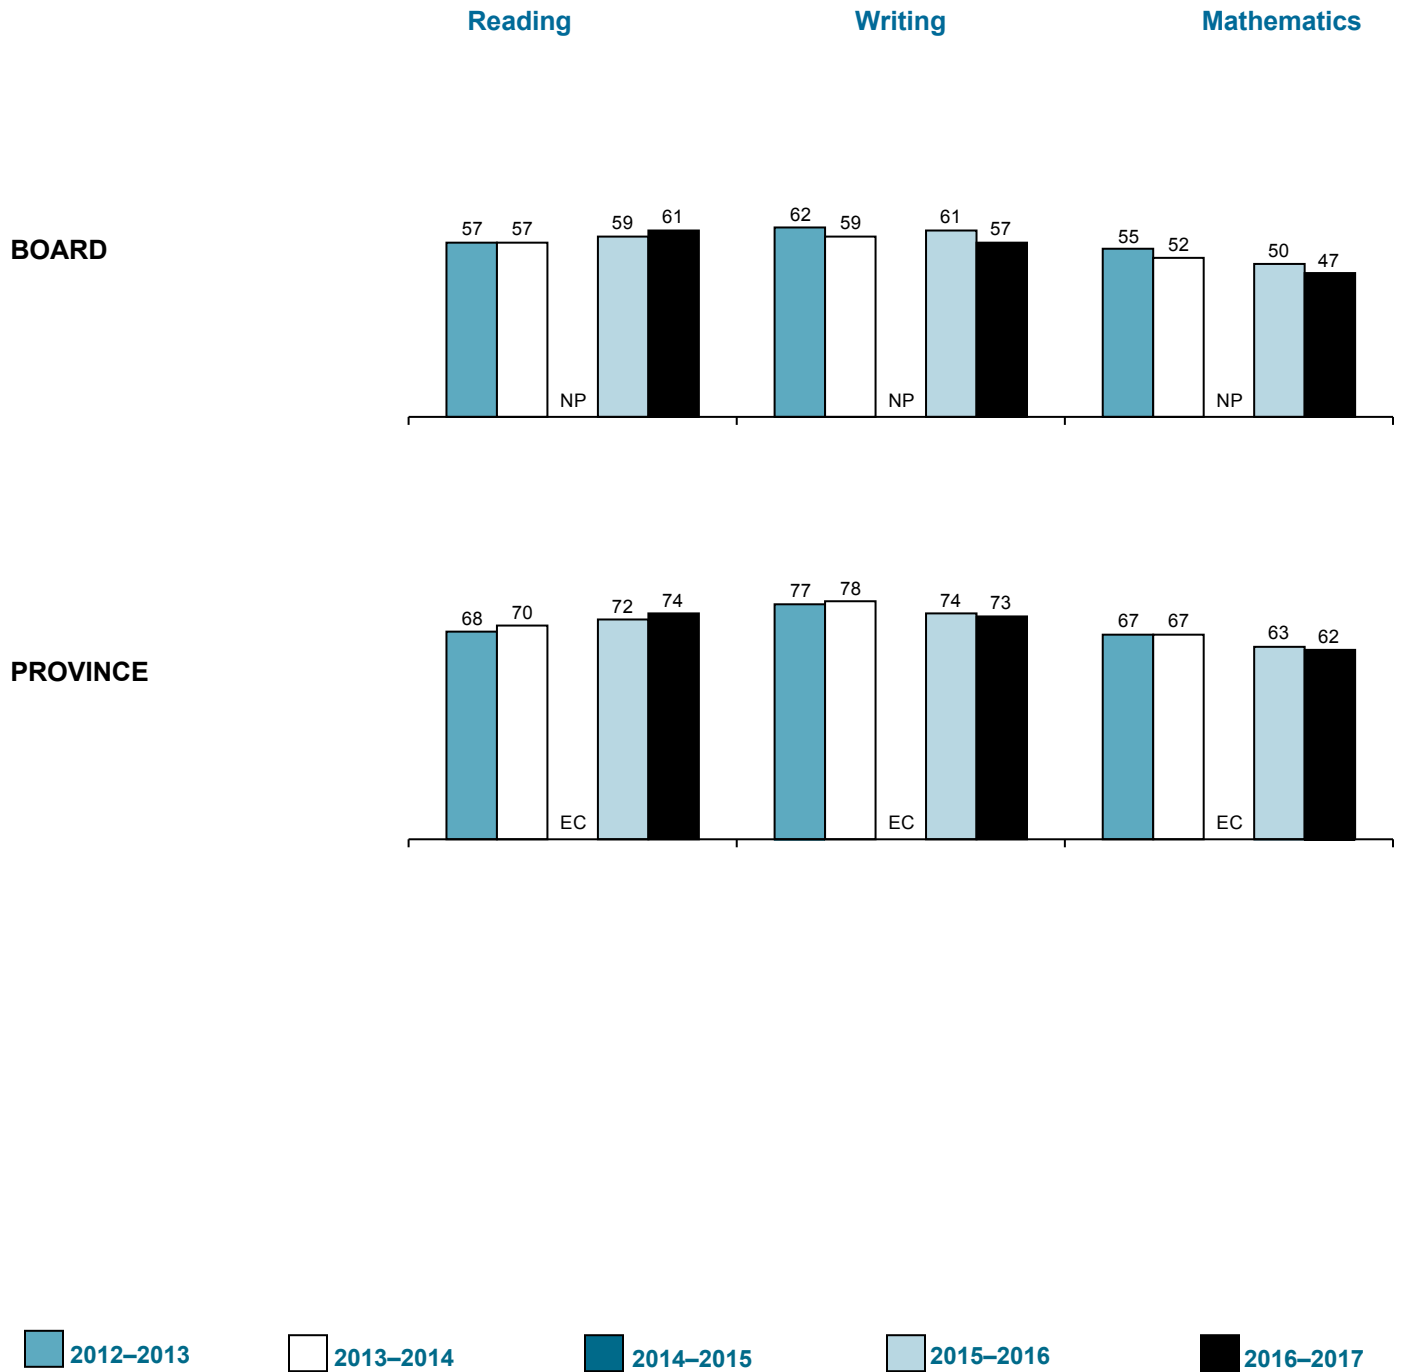 Reading Writing Mathematics
BOARD
57 57 NP 59 61 62 59 NP 61 57 55 52 NP 50 47
PROVINCE
68 70 EC 72 74 77 78 EC 74 73 67 67 EC 63 62
2012–2013 2013–2014 2014–2015 2015–2016 2016–2017